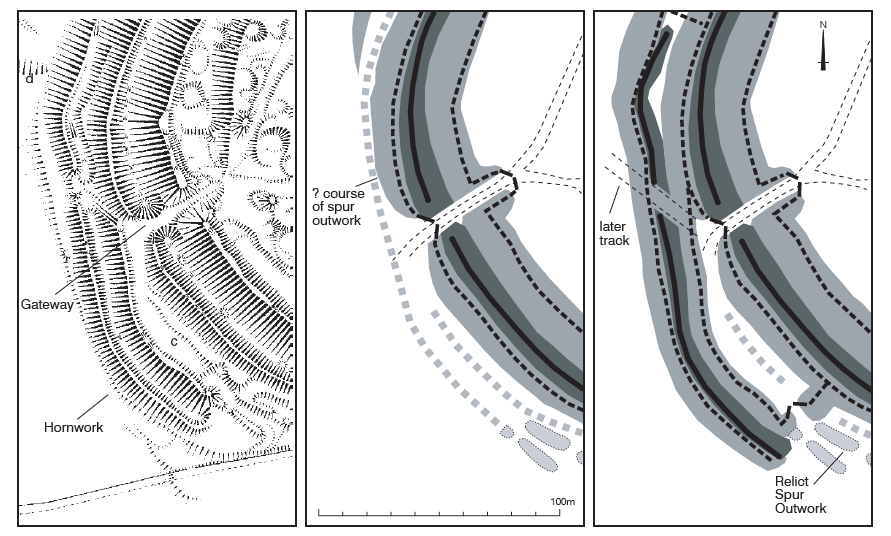 d
Gateway
c
Hornwork
? course
of spur
outwork
100m
N
later
track
Relict
Spur
Outwork